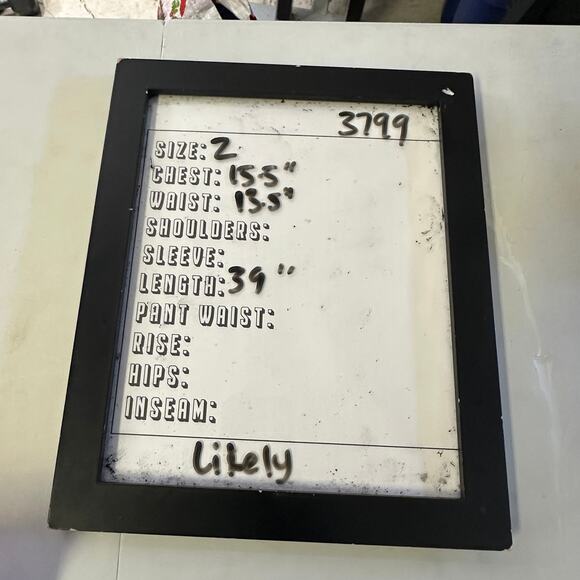 3799
SIZE: 2
CHEST: 15.5"
WAIST: 13.5"
SHOULDERS:
SLEEVE:
LENGTH: 39"
PANT WAIST:
RISE:
HIPS:
INSEAM:
Likely